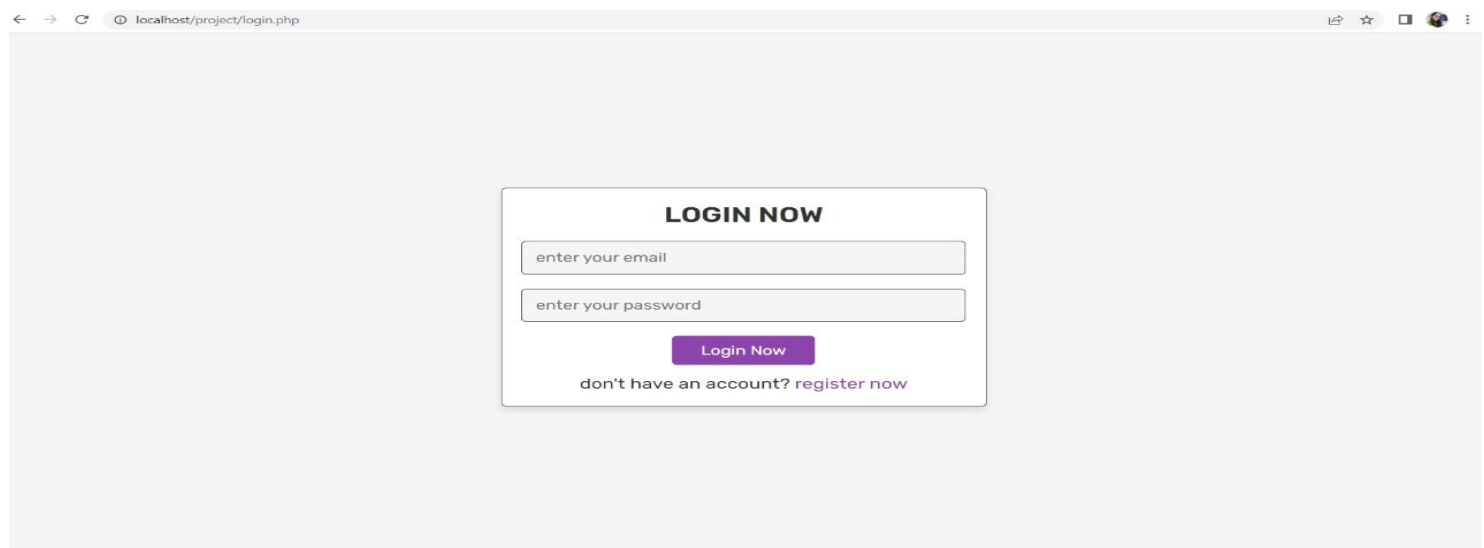 localhost/project/login.php
LOGIN NOW
enter your email
enter your password
Login Now
don't have an account? register now